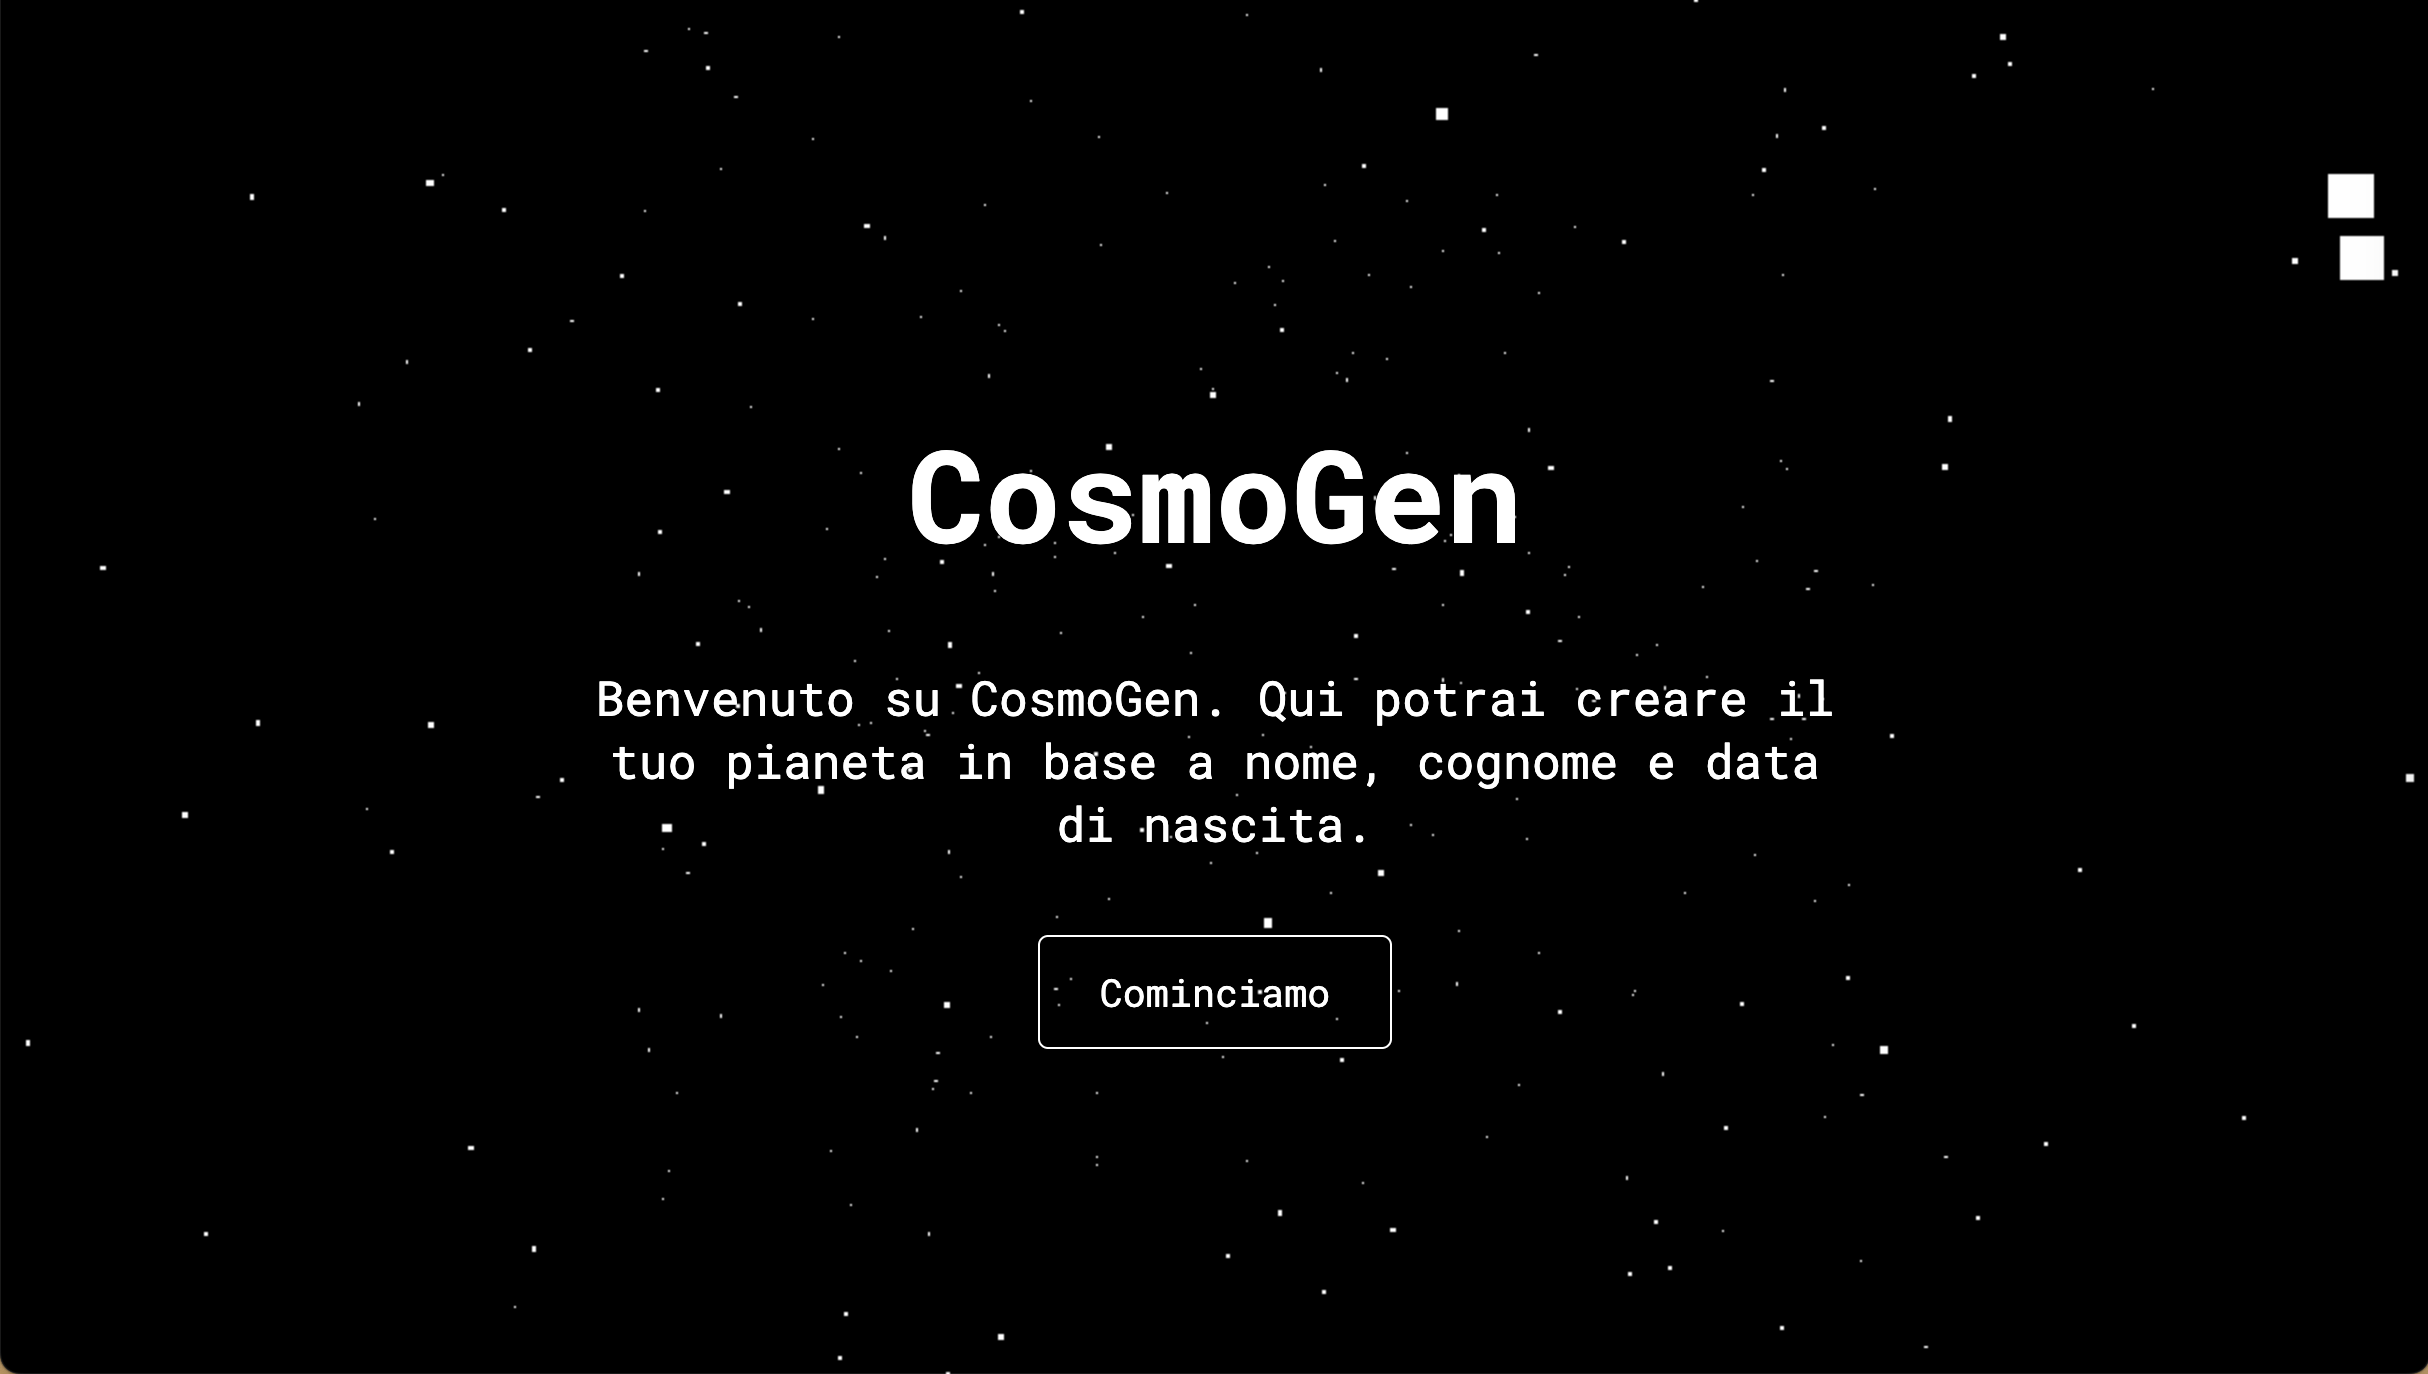 CosmoGen
Benvenuto su CosmoGen. Qui potrai creare il
tuo pianeta in base a nome, cognome e data
di nascita.
Cominciamo